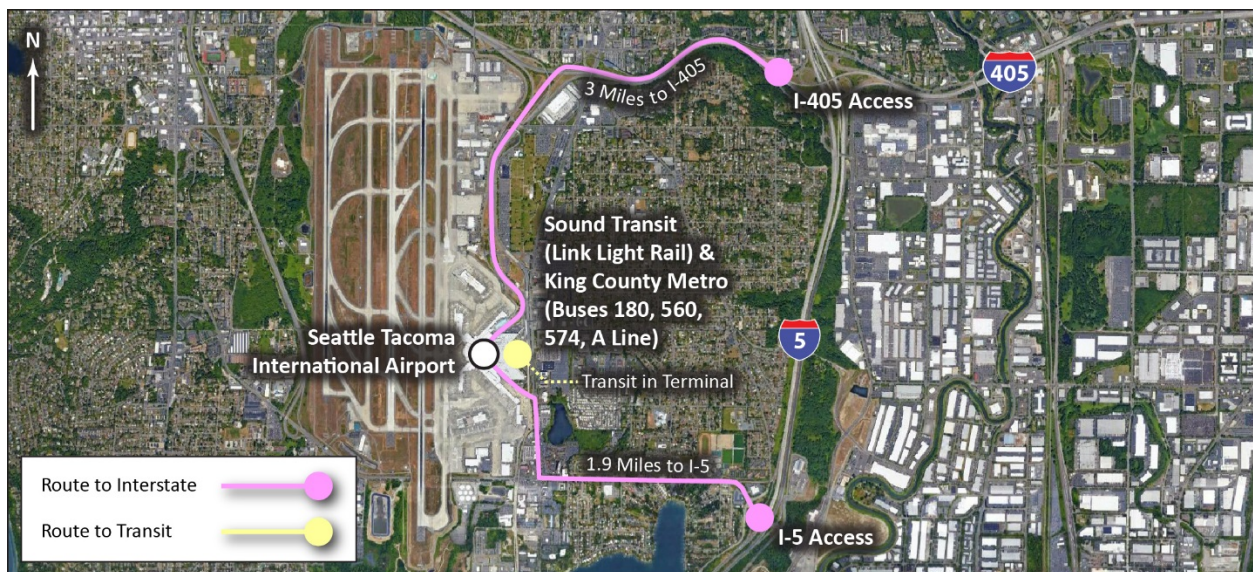 N
3 Miles to I-405
I-405 Access
405
Sound Transit
(Link Light Rail) &
King County Metro
(Buses 180, 560,
574, A Line)
Seattle Tacoma
International Airport
5
Transit in Terminal
1.9 Miles to I-5
I-5 Access
Route to Interstate
Route to Transit